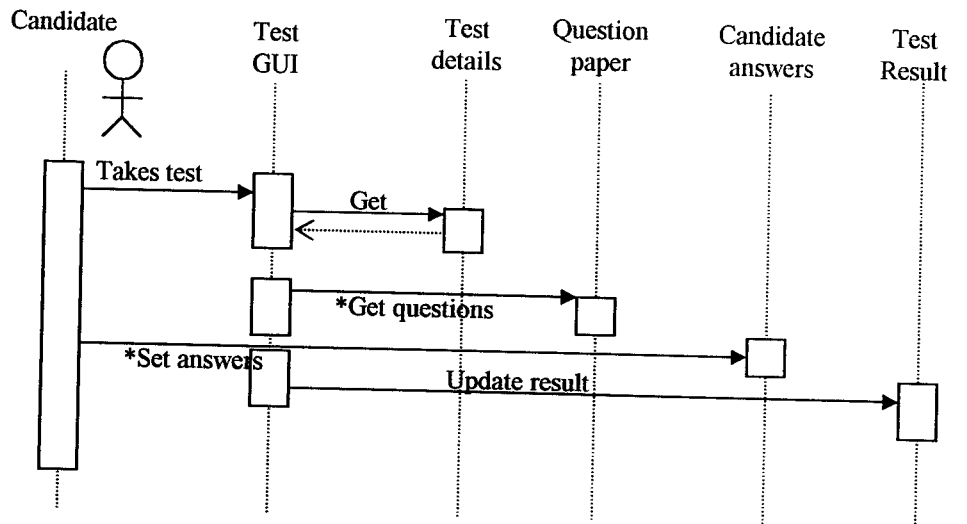 Candidate
Test
GUI
Test
details
Question
paper
Candidate
answers
Test
Result
Takes test
Get
*Get questions
*Set answers
Update result